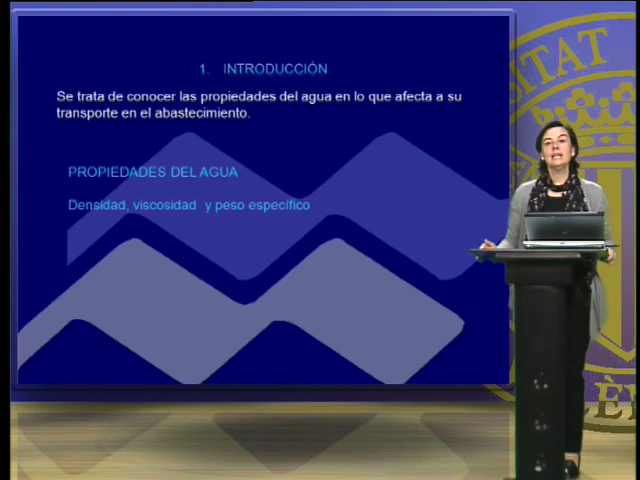 1. INTRODUCCIÓN
Se trata de conocer las propiedades del agua en lo que afecta a su
transporte en el abastecimiento.
PROPIEDADES DEL AGUA
Densidad, viscosidad y peso específico